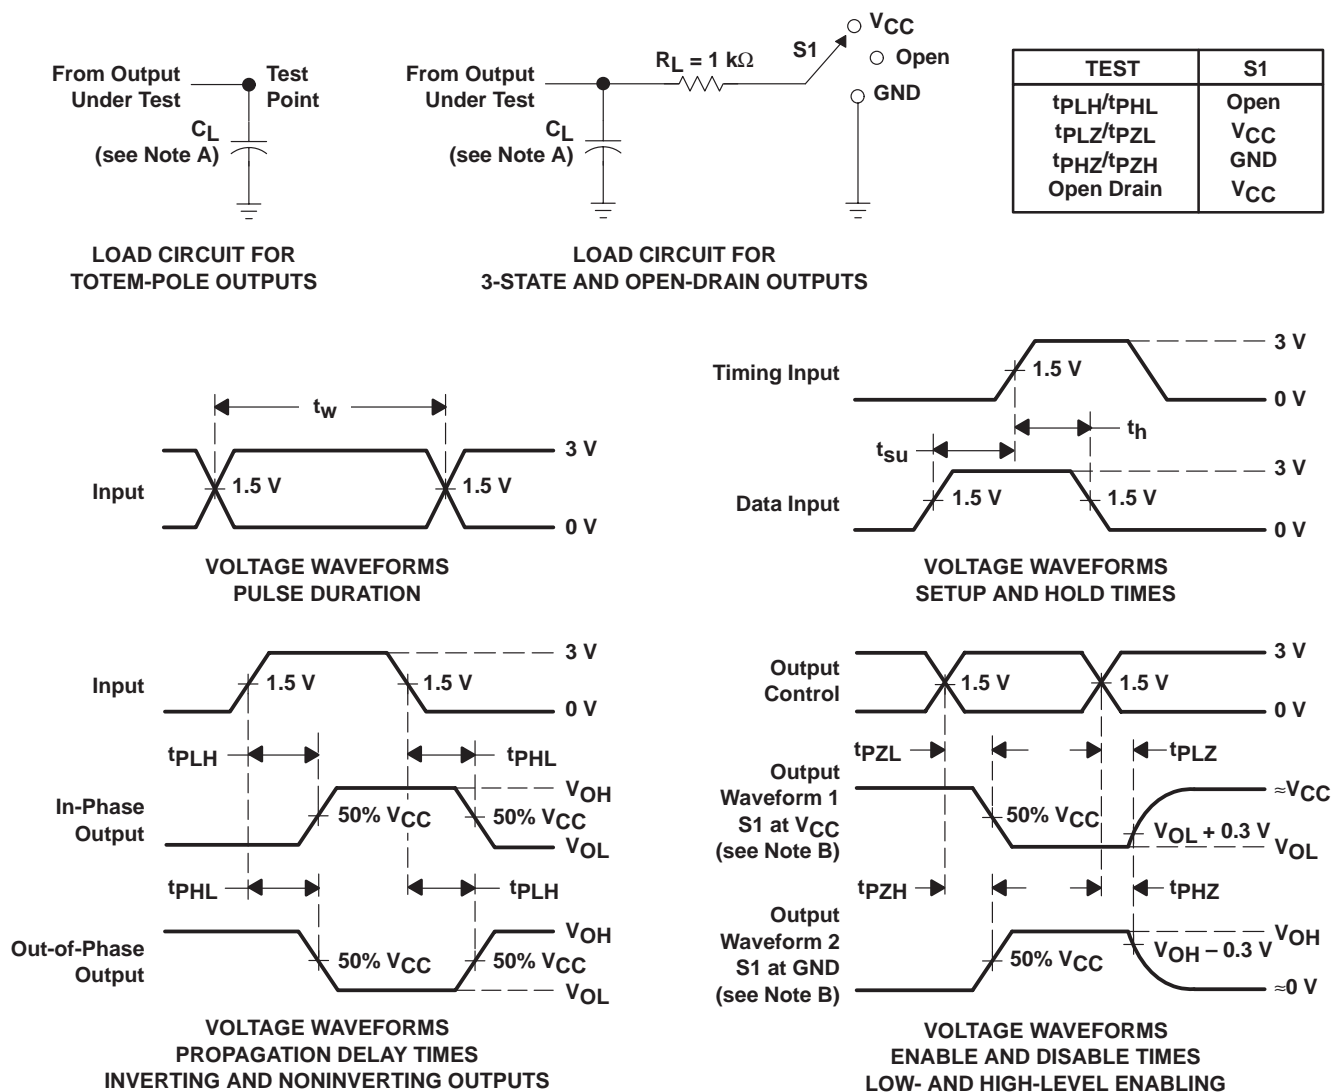 From Output
Under Test
Test
Point
CL
(see Note A)
LOAD CIRCUIT FOR
TOTEM-POLE OUTPUTS
From Output
Under Test
RL = 1 kΩ
S1
VCC
Open
GND
CL
(see Note A)
LOAD CIRCUIT FOR
3-STATE AND OPEN-DRAIN OUTPUTS
TEST S1
tPLH/tPHL Open
tPLZ/tPZL VCC
tPHZ/tPZH GND
Open Drain VCC
tw
Input
1.5 V
1.5 V
3 V
0 V
VOLTAGE WAVEFORMS
PULSE DURATION
Timing Input
1.5 V
3 V
0 V
tsu
th
Data Input
1.5 V
1.5 V
3 V
0 V
VOLTAGE WAVEFORMS
SETUP AND HOLD TIMES
Input
1.5 V
1.5 V
3 V
0 V
tPLH
tPHL
In-Phase
Output
50% VCC
50% VCC
VOH
VOL
tPHL
tPLH
Out-of-Phase
Output
50% VCC
50% VCC
VOH
VOL
VOLTAGE WAVEFORMS
PROPAGATION DELAY TIMES
INVERTING AND NONINVERTING OUTPUTS
Output
Control
1.5 V
1.5 V
3 V
0 V
tPZL
tPLZ
Output
Waveform 1
S1 at VCC
(see Note B)
50% VCC
VOL + 0.3 V
≈VCC
VOL
tPZH
tPHZ
Output
Waveform 2
S1 at GND
(see Note B)
50% VCC
VOH – 0.3 V
VOH
≈0 V
VOLTAGE WAVEFORMS
ENABLE AND DISABLE TIMES
LOW- AND HIGH-LEVEL ENABLING